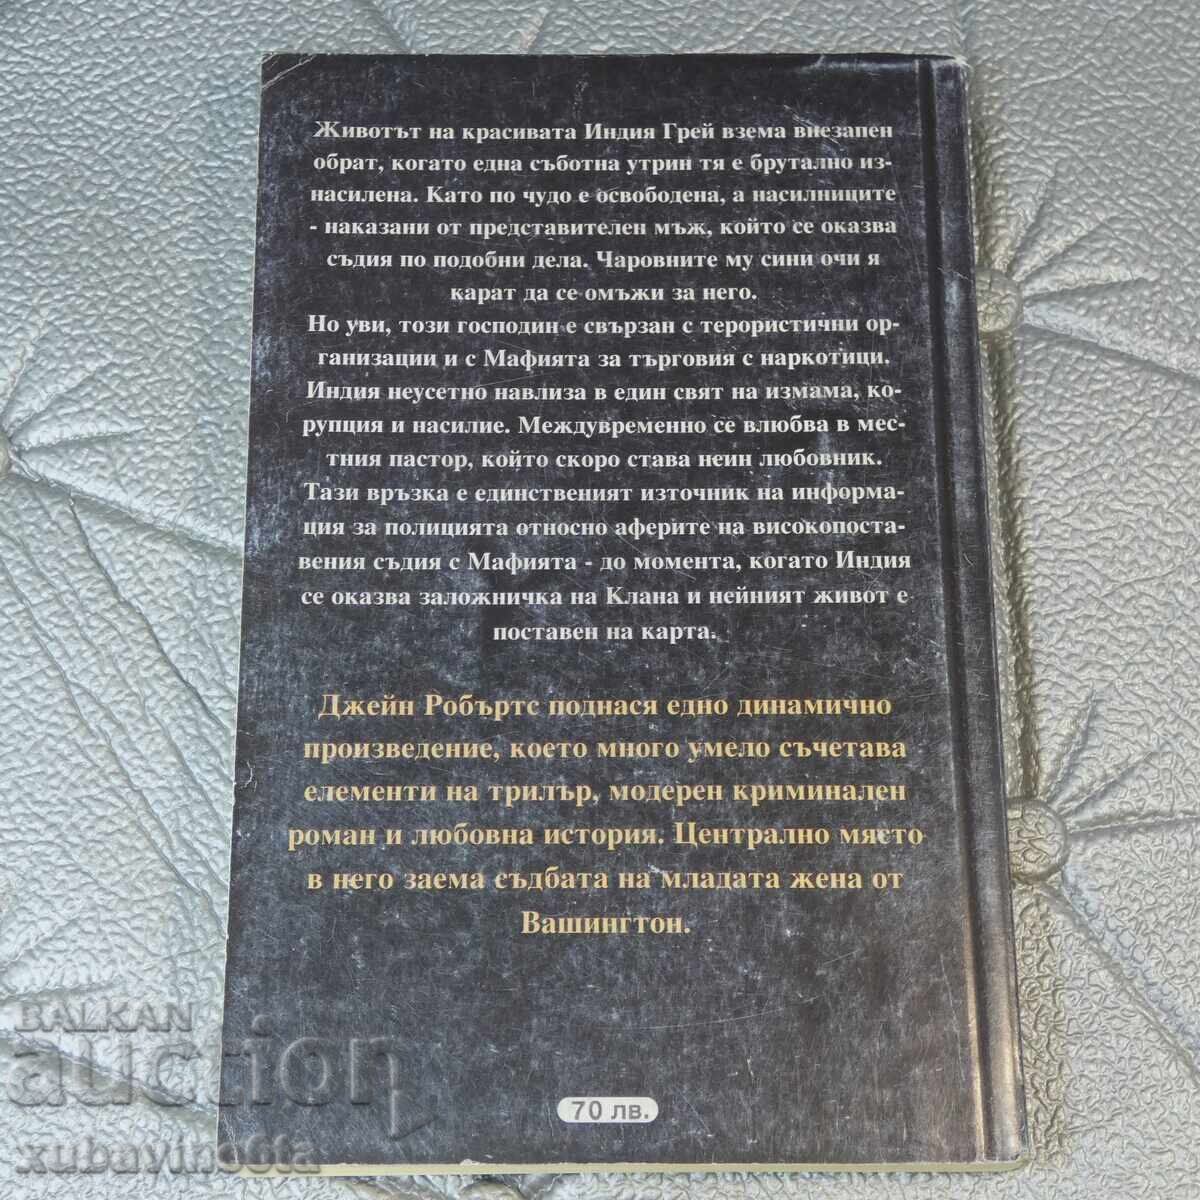 Животът на красивата Индия Грей взема внезапен
обрат, когато една съботна утрин тя е брутално из-
насилена. Като по чудо е освободена, а насилниците
- наказани от представителен мъж, който се оказва
съдия по подобни дела. Чаровните му сини очи я
карат да се омъжи за него.
Но уви, този господин е свързан с терористични ор-
ганизации и с Мафията за търговия с наркотици.
Индия неусетно навлиза в един свят на измама, ко-
рупция и насилие. Междувременно се влюбва в мес-
тния пастор, който скоро става неин любовник.
Тази връзка е единственият източник на информа-
ция за полицията относно аферите на високопоста-
вения съдия с Мафията - до момента, когато Индия
се оказва заложничка на Клана и нейният живот е
поставен на карта.
Джейн Робъртс поднася едно динамично
произведение, което много умело съчетава
елементи на трилър, модерен криминален
роман и любовна история. Централно място
в него заема съдбата на младата жена от
Вашингтон.
70 лв.
BALKAN
auction
xubavinoota